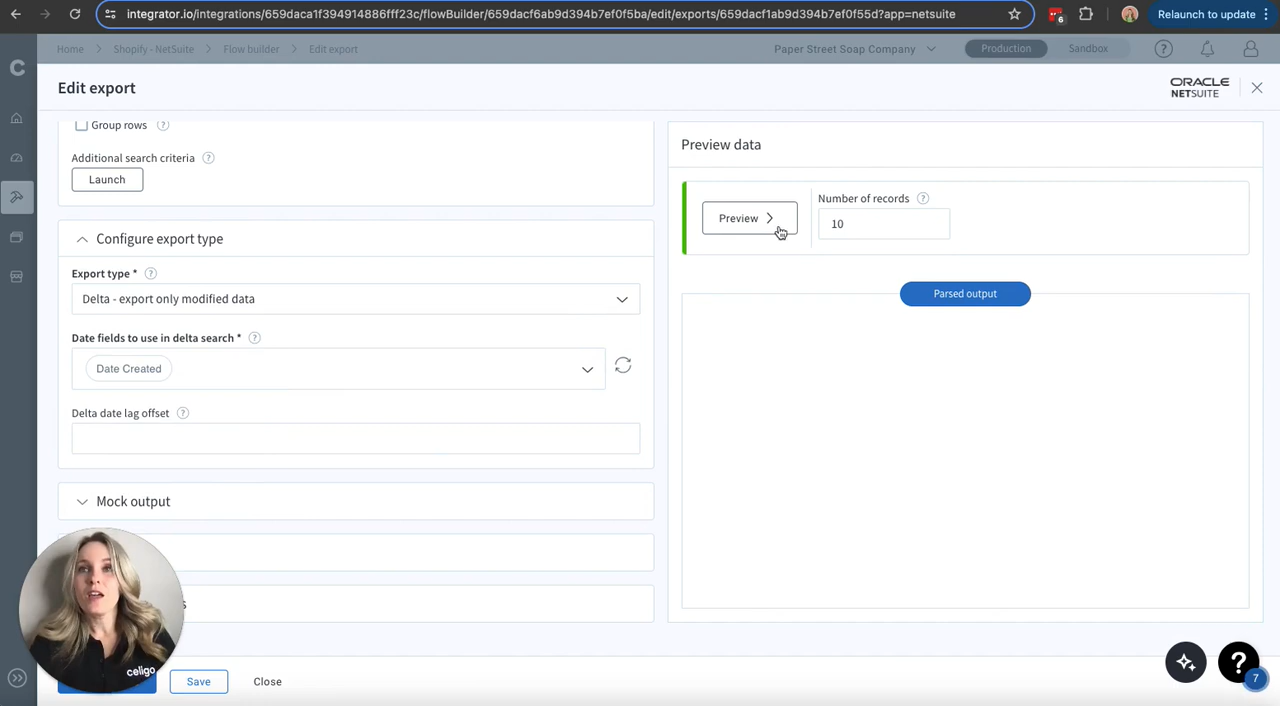 integrator.io/integrations/659daca1f394914886fff23c/flowBuilder/659dacf6ab9d394b7ef0f5ba/edit/exports/659dacf1ab9d394b7ef0f55d?app=netsuite
6
Relaunch to update
Home > Shopify - NetSuite > Flow builder > Edit export
Paper Street Soap Company
Production
Sandbox
?
C
Edit export
ORACLE
NETSUITE
Group rows ?
Additional search criteria ?
Launch
Configure export type
Export type * ?
Delta - export only modified data
Date fields to use in delta search * ?
Date Created
Delta date lag offset ?
Mock output
s
celigo
Save
Close
Preview data
Preview >
Number of records ?
10
Parsed output
?
7